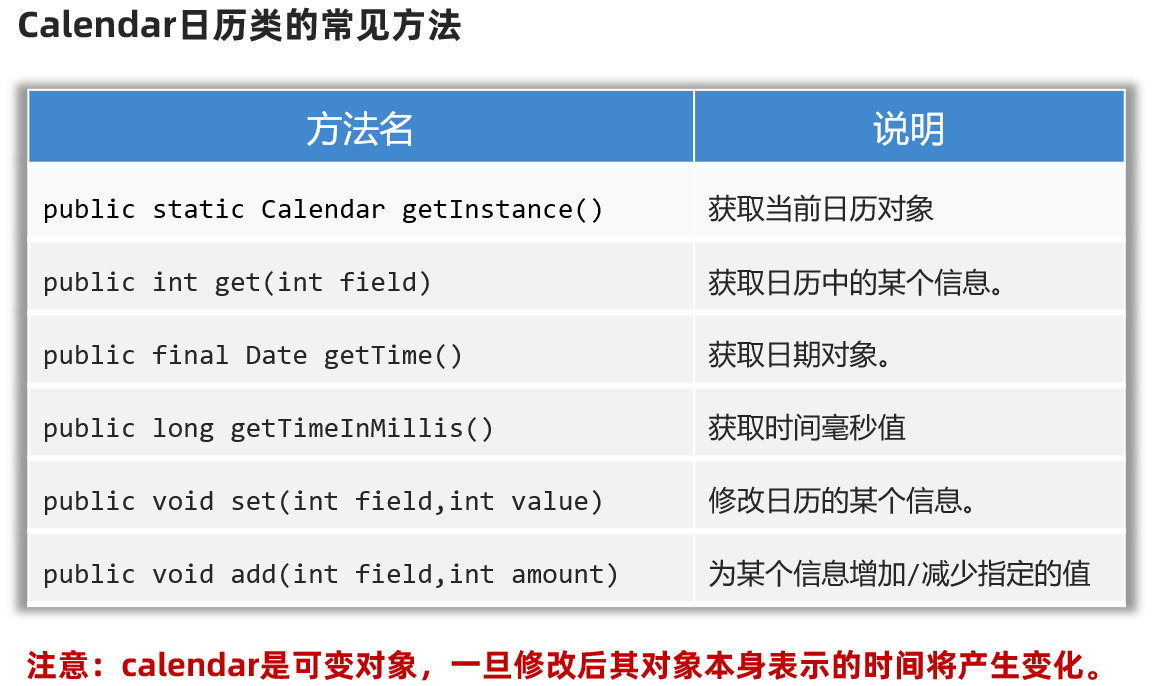 Calendar日历类的常见方法
方法名 说明
public static Calendar getInstance() 获取当前日历对象
public int get(int field) 获取日历中的某个信息。
public final Date getTime() 获取日期对象。
public long getTimeInMillis() 获取时间毫秒值
public void set(int field,int value) 修改日历的某个信息。
public void add(int field,int amount) 为某个信息增加/减少指定的值
注意：calendar是可变对象，一旦修改后其对象本身表示的时间将产生变化。